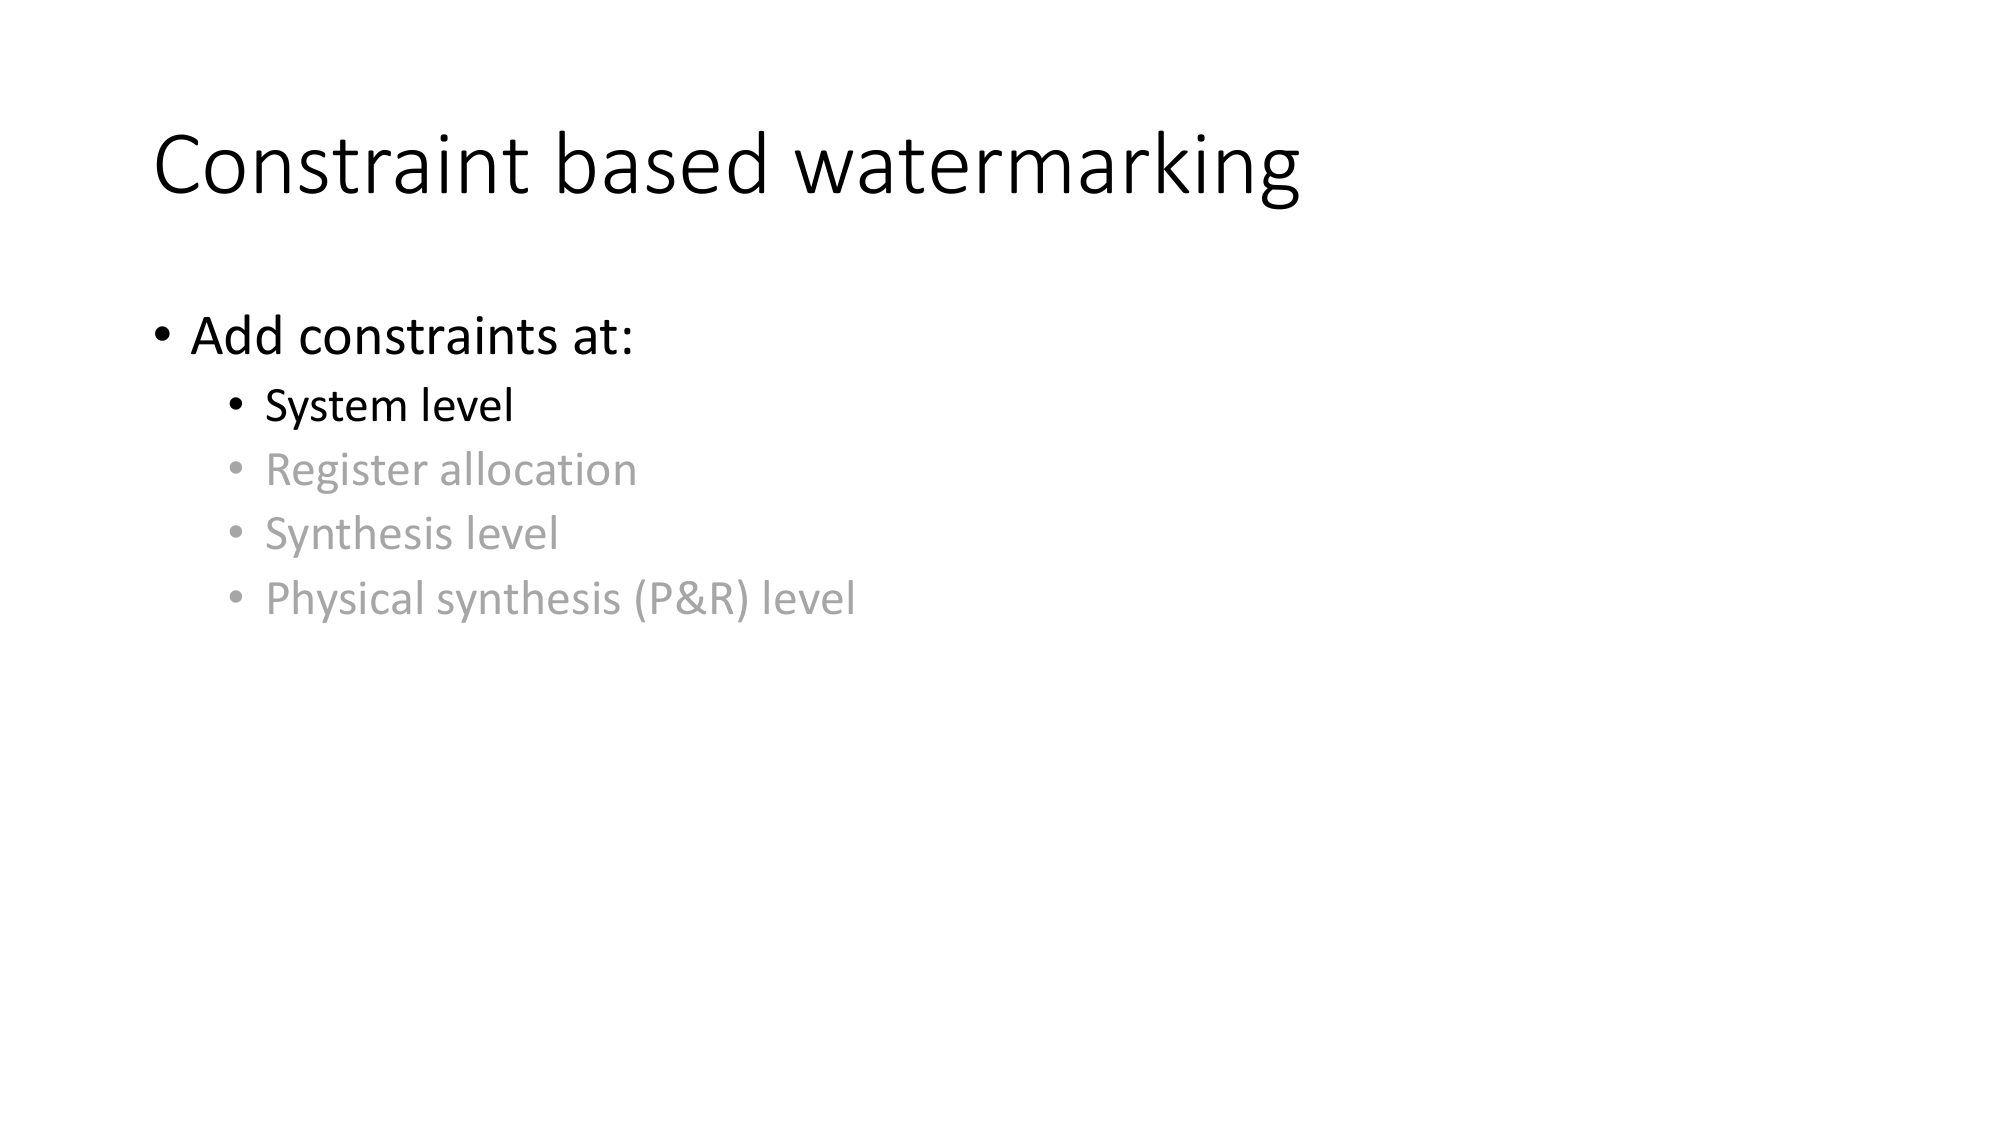 Constraint based watermarking
• Add constraints at:
• System level
• Register allocation
• Synthesis level
• Physical synthesis (P&R) level